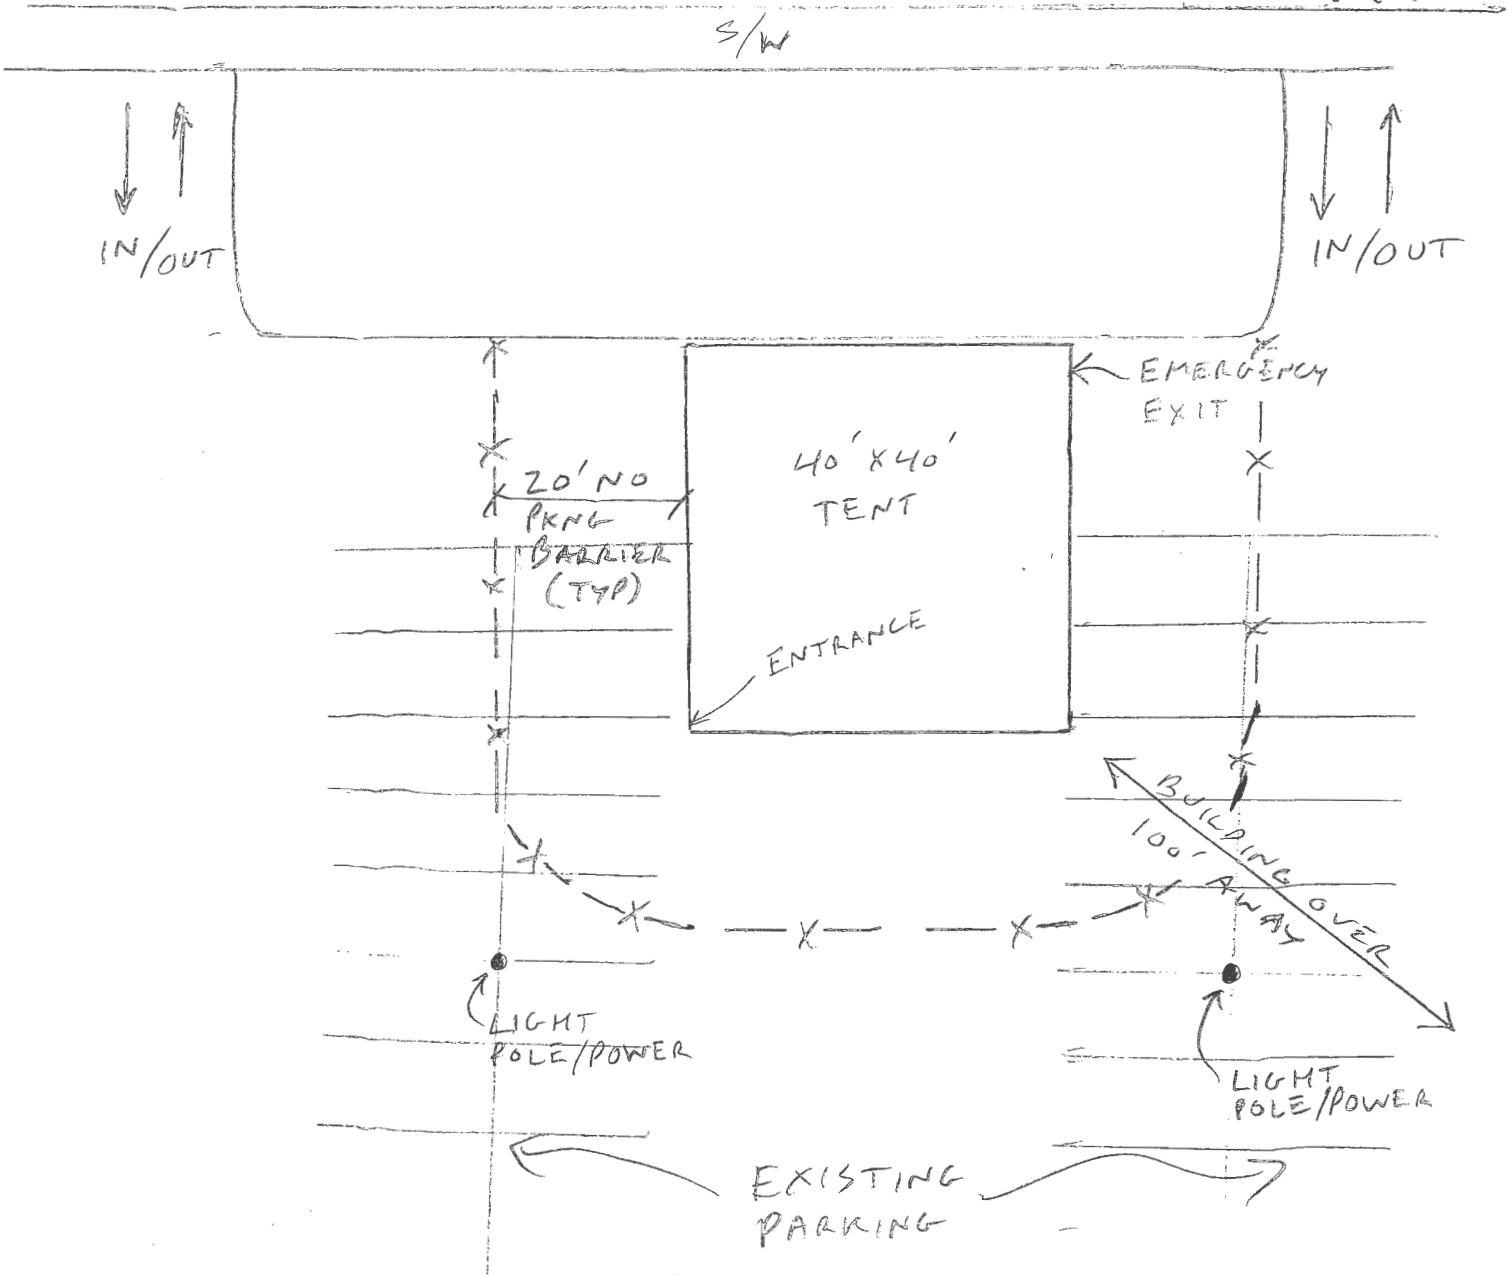 S/W
IN/OUT
IN/OUT
EMERGENCY
EXIT
40' X 40'
TENT
20' NO
PKNG
BARRIER
(TYP)
ENTRANCE
BUILDING OVER
100' AWAY
LIGHT
POLE/POWER
LIGHT
POLE/POWER
EXISTING
PARKING